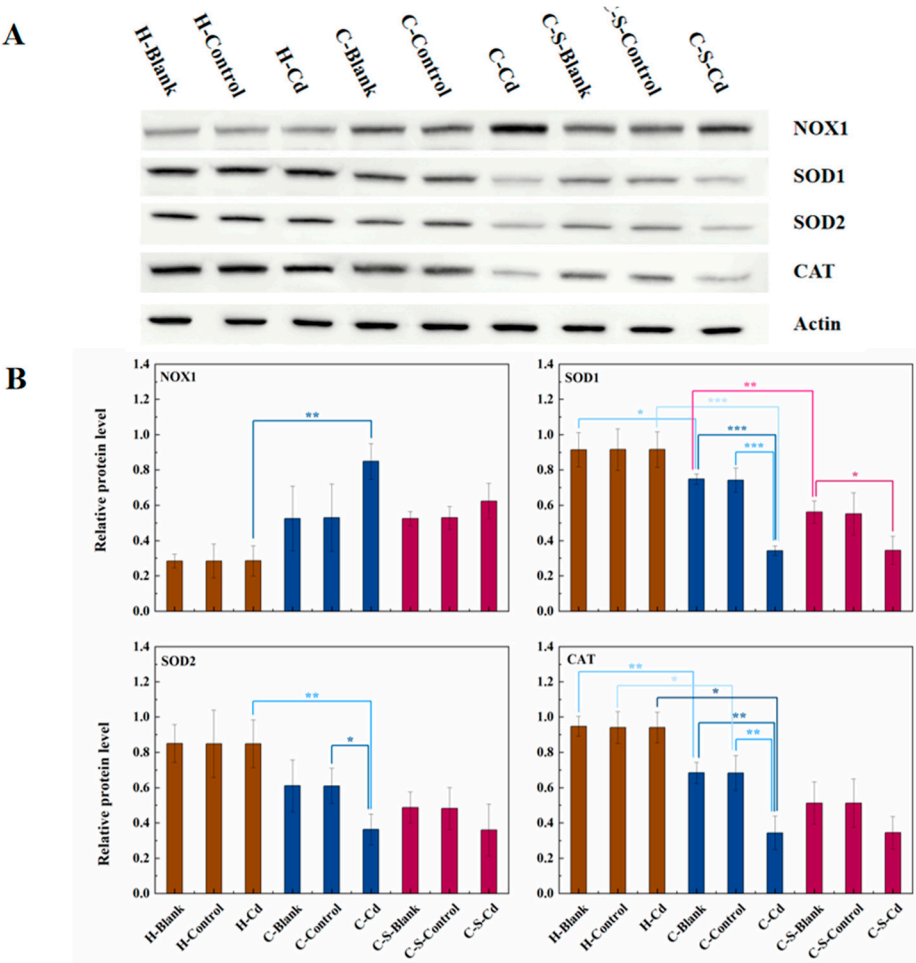 A
H-Blank
H-Control
H-Cd
C-Blank
C-Control
C-Cd
C-S-Blank
C-S-Control
C-S-Cd
NOX1
SOD1
SOD2
CAT
Actin
B
NOX1
Relative protein level
1.4
1.2
1.0
0.8
0.6
0.4
0.2
0.0
**
SOD1
1.4
1.2
1.0
0.8
0.6
0.4
0.2
0.0
**
***
*
***
***
*
SOD2
Relative protein level
1.4
1.2
1.0
0.8
0.6
0.4
0.2
0.0
**
*
H-Blank
H-Control
H-Cd
C-Blank
C-Control
C-Cd
C-S-Blank
C-S-Control
C-S-Cd
CAT
1.4
1.2
1.0
0.8
0.6
0.4
0.2
0.0
**
*
*
**
**
H-Blank
H-Control
H-Cd
C-Blank
C-Control
C-Cd
C-S-Blank
C-S-Control
C-S-Cd